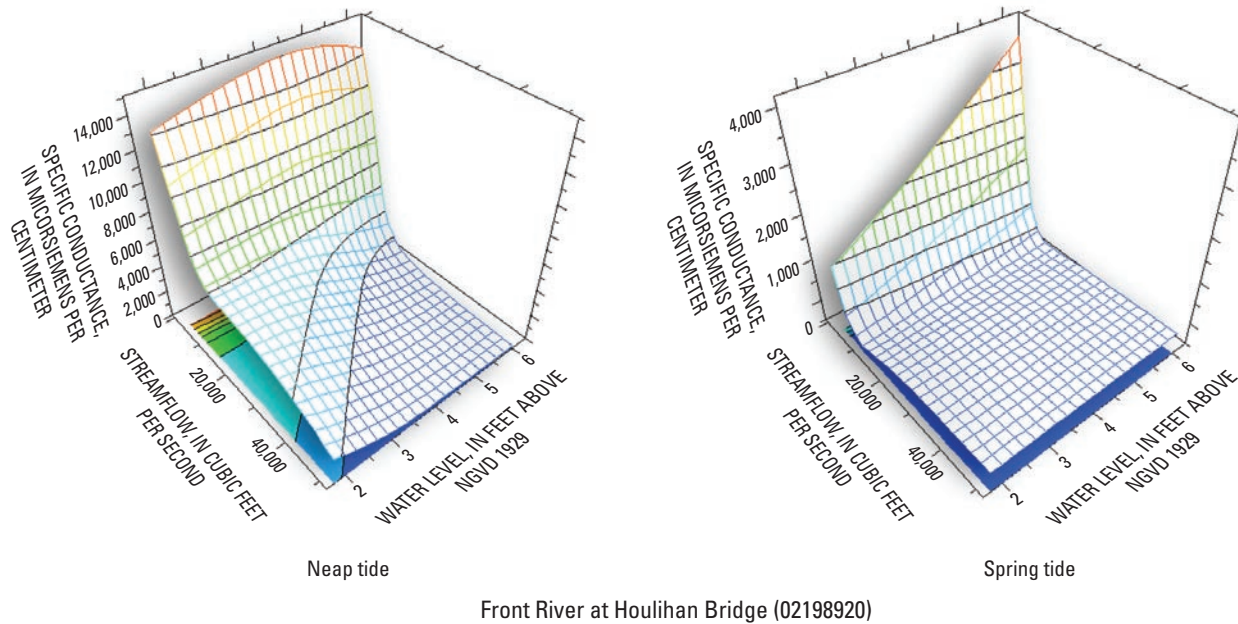 14,000
12,000
10,000
8,000
6,000
4,000
2,000
0
SPECIFIC CONDUCTANCE,
IN MICORSIEMENS PER
CENTIMETER
20,000
40,000
STREAMFLOW, IN CUBIC FEET
PER SECOND
2
3
4
5
6
WATER LEVEL, IN FEET ABOVE
NGVD 1929
Neap tide
4,000
3,000
2,000
1,000
0
SPECIFIC CONDUCTANCE,
IN MICORSIEMENS PER
CENTIMETER
20,000
40,000
STREAMFLOW, IN CUBIC FEET
PER SECOND
2
3
4
5
6
WATER LEVEL, IN FEET ABOVE
NGVD 1929
Spring tide
Front River at Houlihan Bridge (02198920)